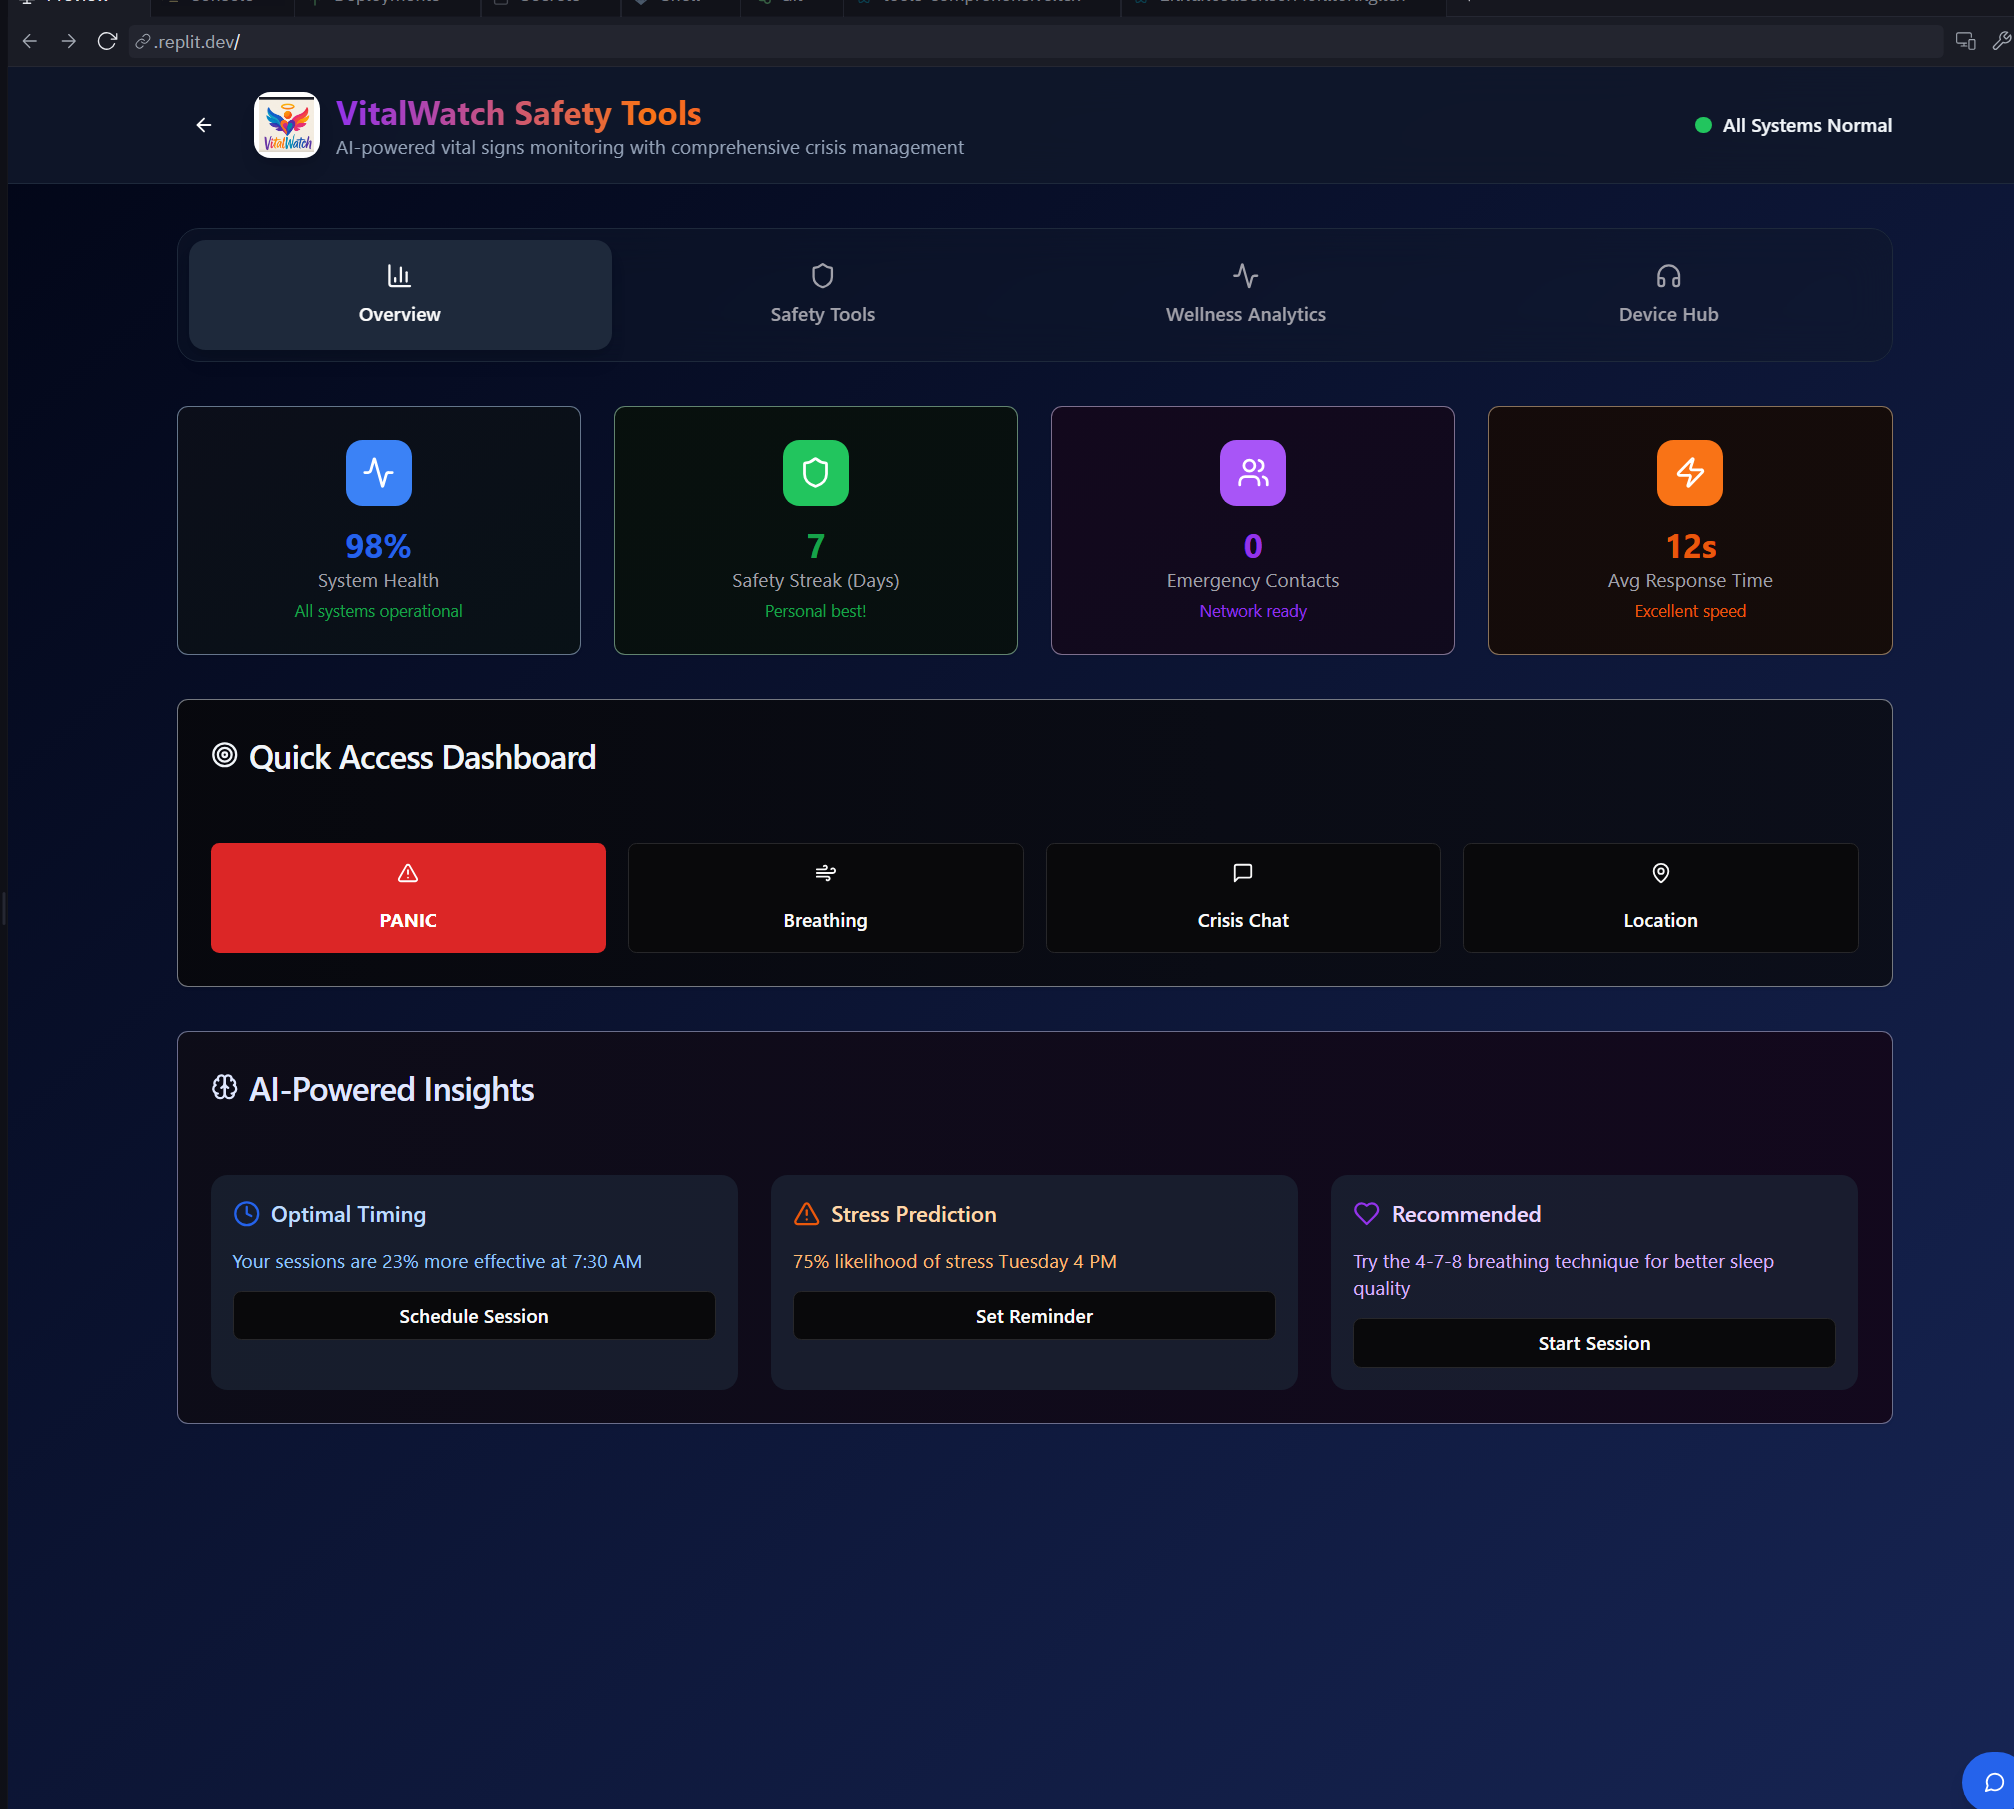 .replit.dev/
VitalWatch
VitalWatch Safety Tools
AI-powered vital signs monitoring with comprehensive crisis management
All Systems Normal
Overview
Safety Tools
Wellness Analytics
Device Hub
98%
System Health
All systems operational
7
Safety Streak (Days)
Personal best!
0
Emergency Contacts
Network ready
12s
Avg Response Time
Excellent speed
Quick Access Dashboard
PANIC
Breathing
Crisis Chat
Location
AI-Powered Insights
Optimal Timing
Your sessions are 23% more effective at 7:30 AM
Schedule Session
Stress Prediction
75% likelihood of stress Tuesday 4 PM
Set Reminder
Recommended
Try the 4-7-8 breathing technique for better sleep
quality
Start Session